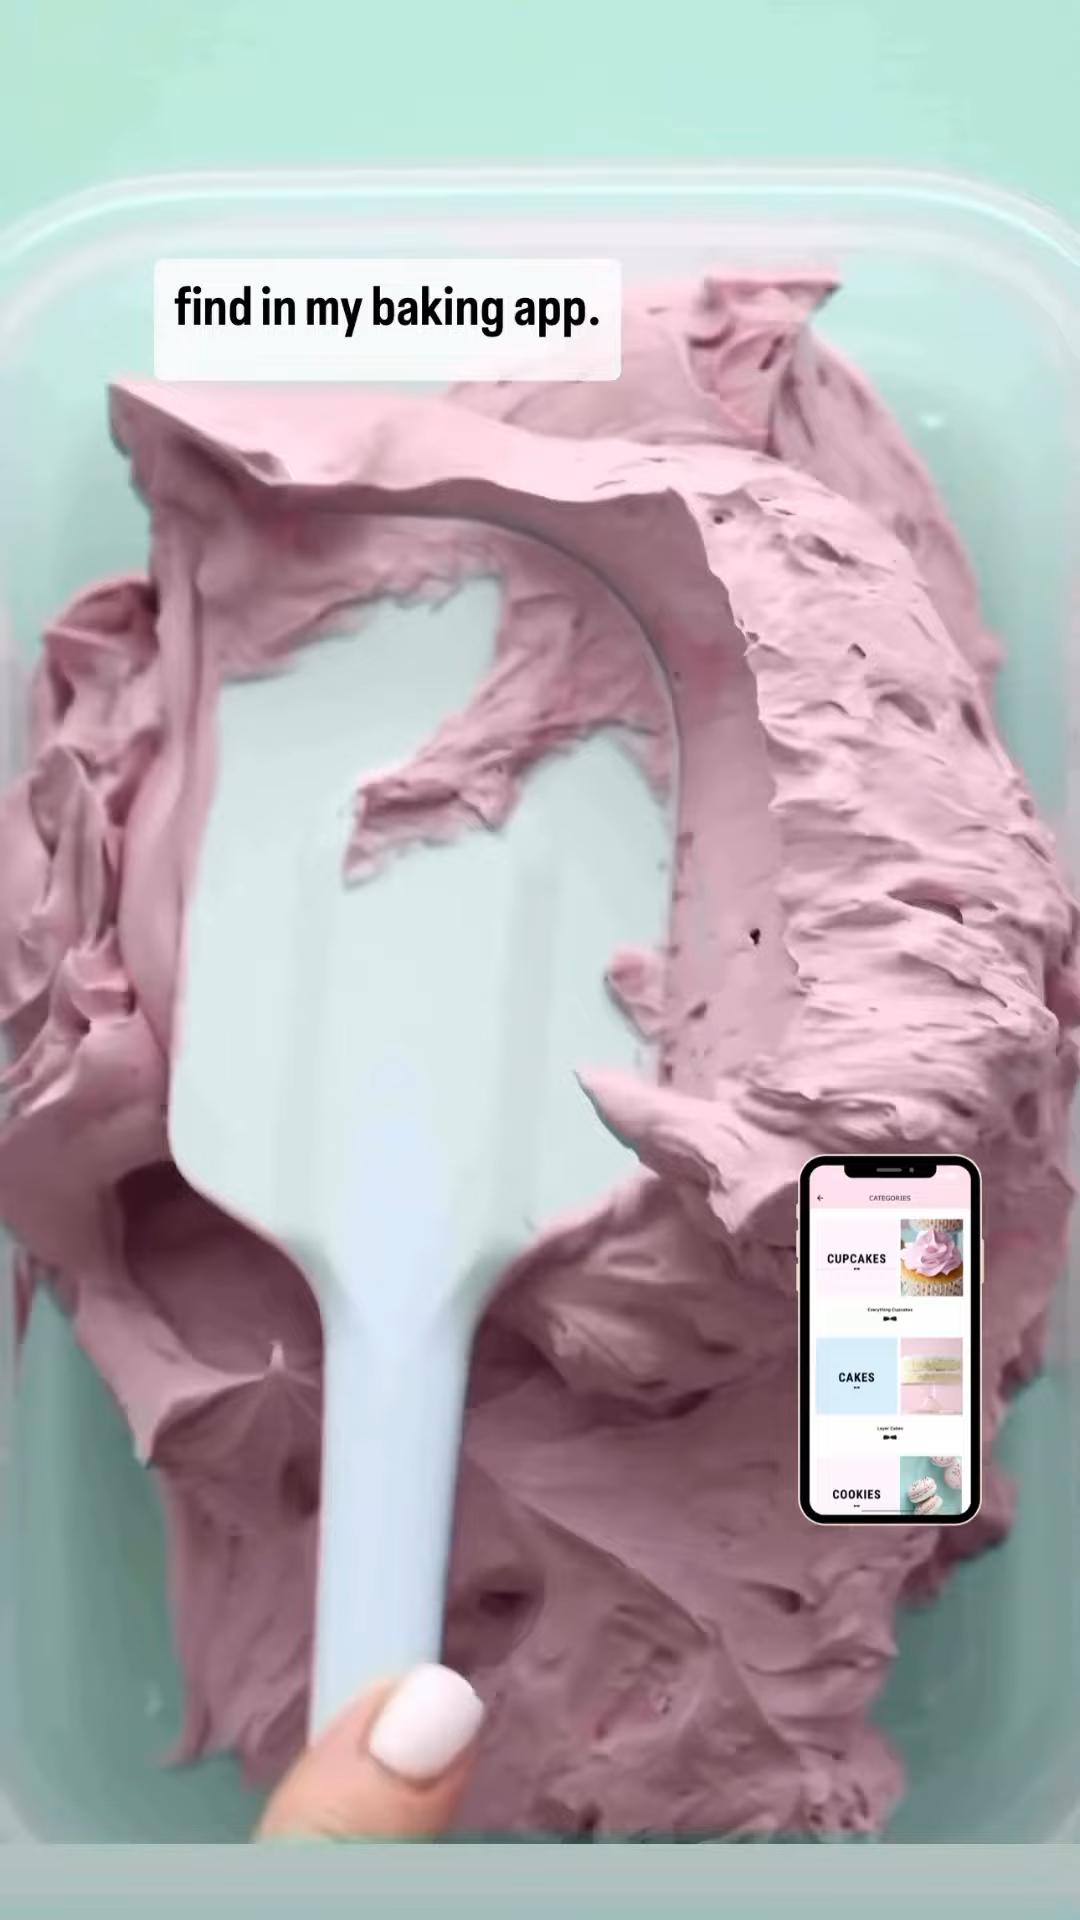 find in my baking app.
CATEGORIES
CUPCAKES
Everything Cupcakes
CAKES
Layer Cakes
COOKIES